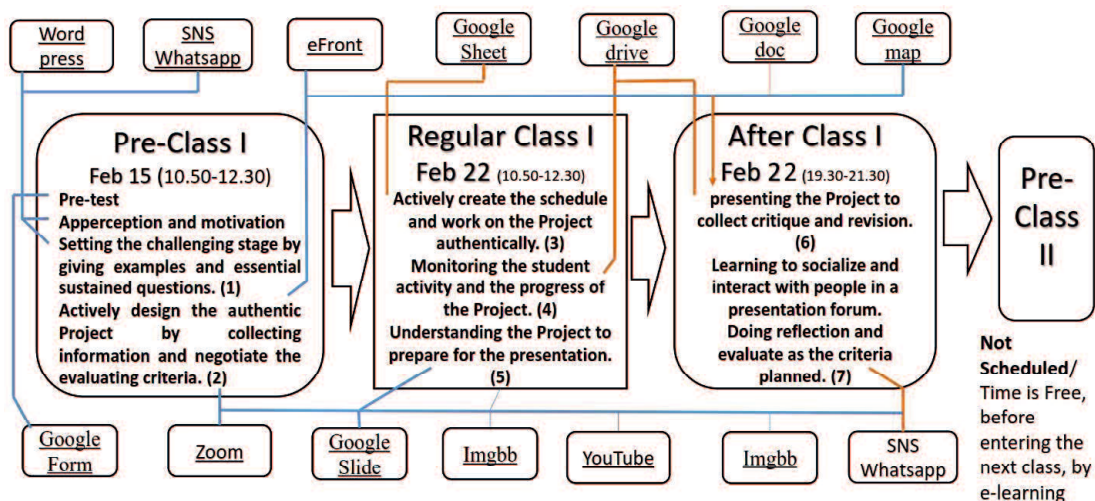 Word
press
SNS
Whatsapp
eFront
Google
Sheet
Google
drive
Google
doc
Google
map
Pre-Class I
Feb 15 (10.50-12.30)
Pre-test
Apperception and motivation
Setting the challenging stage by
giving examples and essential
sustained questions. (1)
Actively design the authentic
Project by collecting
information and negotiate the
evaluating criteria. (2)
Regular Class I
Feb 22 (10.50-12.30)
Actively create the schedule
and work on the Project
authentically. (3)
Monitoring the student
activity and the progress of
the Project. (4)
Understanding the Project to
prepare for the presentation.
(5)
After Class I
Feb 22 (19.30-21.30)
presenting the Project to
collect critique and revision.
(6)
Learning to socialize and
interact with people in a
presentation forum.
Doing reflection and
evaluate as the criteria
planned. (7)
Pre-
Class
II
Not
Scheduled/
Time is Free,
before
entering the
next class, by
e-learning
Google
Form
Zoom
Google
Slide
Imgbb
YouTube
Imgbb
SNS
Whatsapp